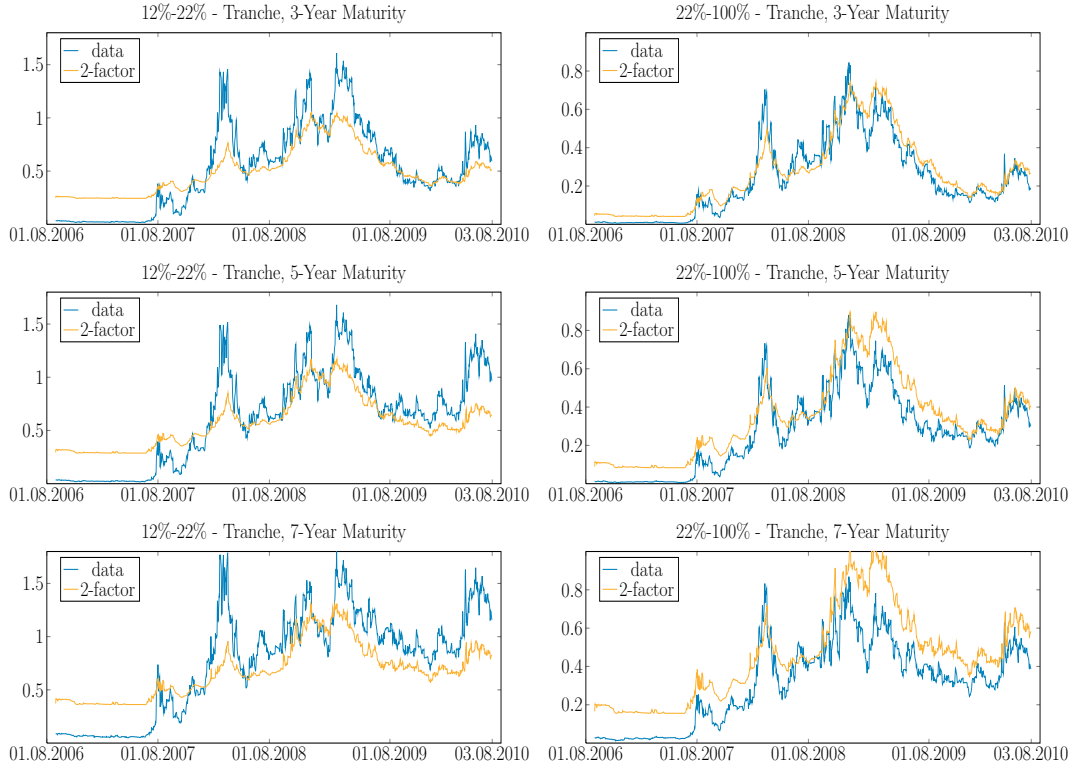 12%-22% - Tranche, 3-Year Maturity
data
2-factor
1.5
1
0.5
01.08.2006 01.08.2007 01.08.2008 01.08.2009 03.08.2010
22%-100% - Tranche, 3-Year Maturity
data
2-factor
0.8
0.6
0.4
0.2
01.08.2006 01.08.2007 01.08.2008 01.08.2009 03.08.2010
12%-22% - Tranche, 5-Year Maturity
data
2-factor
1.5
1
0.5
01.08.2006 01.08.2007 01.08.2008 01.08.2009 03.08.2010
22%-100% - Tranche, 5-Year Maturity
data
2-factor
0.8
0.6
0.4
0.2
01.08.2006 01.08.2007 01.08.2008 01.08.2009 03.08.2010
12%-22% - Tranche, 7-Year Maturity
data
2-factor
1.5
1
0.5
01.08.2006 01.08.2007 01.08.2008 01.08.2009 03.08.2010
22%-100% - Tranche, 7-Year Maturity
data
2-factor
0.8
0.6
0.4
0.2
01.08.2006 01.08.2007 01.08.2008 01.08.2009 03.08.2010